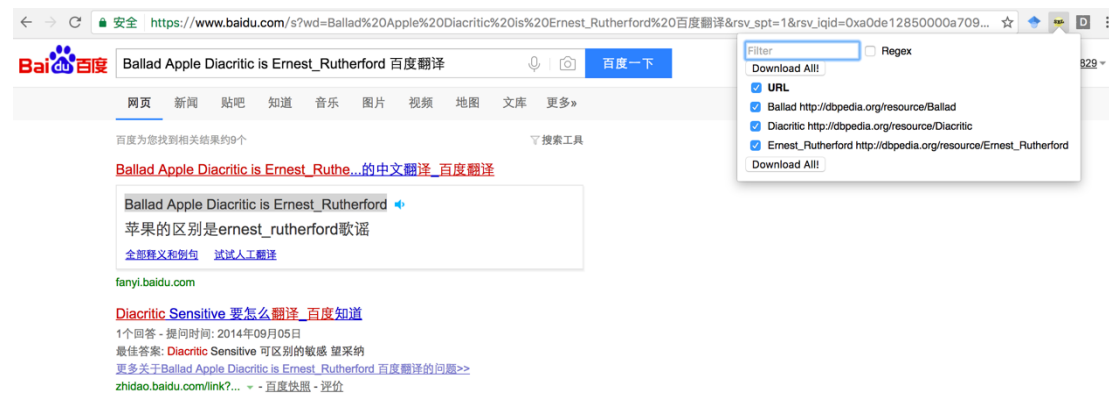 安全 https://www.baidu.com/s?wd=Ballad%20Apple%20Diacritic%20is%20Ernest_Rutherford%20百度翻译&rsv_spt=1&rsv_iqid=0xa0de12850000a709...
Bai百度
Ballad Apple Diacritic is Ernest_Rutherford 百度翻译
百度一下
829
网页 新闻 贴吧 知道 音乐 图片 视频 地图 文库 更多»
百度为您找到相关结果约9个
搜索工具
Ballad Apple Diacritic is Ernest_Ruthe...的中文翻译_百度翻译
Ballad Apple Diacritic is Ernest_Rutherford
苹果的区别是ernest_rutherford歌谣
全部释义和例句 试试人工翻译
fanyi.baidu.com
Diacritic Sensitive 要怎么翻译_百度知道
1个回答 - 提问时间: 2014年09月05日
最佳答案: Diacritic Sensitive 可区别的敏感 望采纳
更多关于Ballad Apple Diacritic is Ernest_Rutherford 百度翻译的问题>>
zhidao.baidu.com/link?... - 百度快照 - 评价
Filter Regex
Download All!
URL
Ballad http://dbpedia.org/resource/Ballad
Diacritic http://dbpedia.org/resource/Diacritic
Ernest_Rutherford http://dbpedia.org/resource/Ernest_Rutherford
Download All!